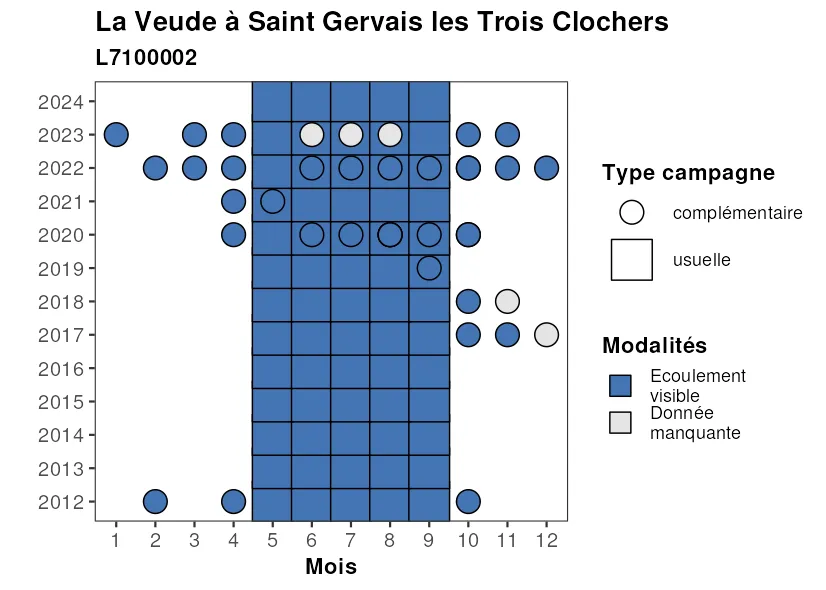 La Veude à Saint Gervais les Trois Clochers
L7100002
2024
2023
2022
2021
2020
2019
2018
2017
2016
2015
2014
2013
2012
1 2 3 4 5 6 7 8 9 10 11 12
Mois
Type campagne
complémentaire
usuelle
Modalités
Ecoulement
visible
Donnée
manquante